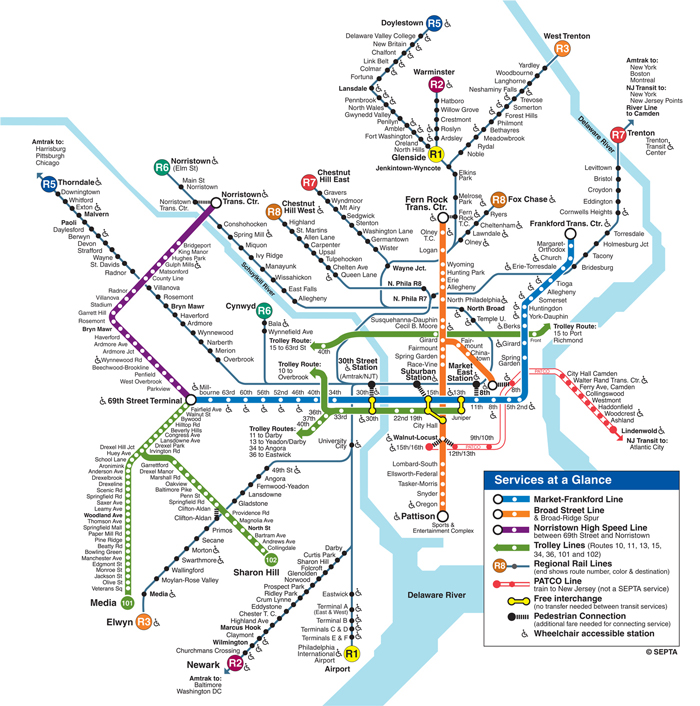 Doylestown R5
Delaware Valley College
New Britain
Chalfont
Link Belt
Colmar
Fortuna
Lansdale
Pennbrook
North Wales
Gwynedd Valley
Penllyn
Ambler
Fort Washington
Oreland
North Hills
Warminster
R2
Hatboro
Willow Grove
Crestmont
Roslyn
Ardsley
R1
Glenside
Jenkintown-Wyncote
West Trenton
R3
Yardley
Woodbourne
Langhorne
Neshaminy Falls
Trevose
Somerton
Forest Hills
Philmont
Bethayres
Meadowbrook
Rydal
Noble
Elkins
Park
Melrose
Park
Fern
Rock
T.C.
Amtrak to:
New York
Boston
Montreal
NJ Transit to:
New York
New Jersey Points
River Line
to Camden
R7 Trenton
Trenton
Transit
Center
Delaware River
Levittown
Bristol
Croydon
Eddington
Cornwells Heights
Torresdale
Holmesburg Jct
Tacony
Bridesburg
Amtrak to:
Harrisburg
Pittsburgh
Chicago
R5 Thorndale
Downingtown
Whitford
Exton
Malvern
Paoli
Daylesford
Berwyn
Devon
Strafford
Wayne
St. Davids
Radnor
Villanova
Rosemont
Bryn Mawr
Haverford
Ardmore
Wynnewood
Narberth
Merion
Overbrook
R6
Norristown
(Elm St)
Main St
Norristown
Norristown
Trans. Ctr.
Norristown
Trans. Ctr.
Conshohocken
Spring Mill
Miquon
Ivy Ridge
Manayunk
Wissahickon
East Falls
Allegheny
Schuylkill River
Bridgeport
King Manor
Hughes Park
Gulph Mills
Matsonford
County Line
Radnor
Villanova
Stadium
Garrett Hill
Rosemont
Bryn Mawr
Haverford
Ardmore Ave
Ardmore Jct
Wynnewood
Beechwood-Brookline
Penfield
West Overbrook
Parkview
69th Street Terminal
R7
Chestnut
Hill East
Gravers
Wyndmoor
Mt Airy
Sedgwick
Stenton
Washington Lane
Germantown
Wister
R8
Chestnut
Hill West
Highland
St. Martins
Allen Lane
Carpenter
Upsal
Tulpehocken
Chelten Ave
Queen Lane
Wayne Jct.
N. Phila R8
N. Phila R7
Cynwyd R6
Bala
Wynnefield Ave
Fern Rock
Trans. Ctr.
Olney
T.C.
Logan
Wyoming
Hunting Park
Erie
Allegheny
North Philadelphia
North Broad
Temple U.
Susquehanna-Dauphin
Cecil B. Moore
Girard
Fairmount
Spring Garden
Race-Vine
R8 Fox Chase
Ryers
Cheltenham
Lawndale
Olney
Frankford Trans. Ctr.
Margaret-
Orthodox
Church
Erie-Torresdale
Tioga
Allegheny
Somerset
Huntingdon
York-Dauphin
Berks
Girard
Front
Spring
Garden
Trolley Route:
15 to Port
Richmond
Trolley Route:
15 to 63rd St
40th
Trolley Route:
10 to
Overbrook
30th Street
Station
(Amtrak/NJT)
Suburban
Station
Market
East
Station
Fair-
mount
China-
town
8th
PATCO
Mill-
bourne
63rd
60th
56th
52nd
46th
40th
34th
30th
15th
13th
11th
8th
5th
2nd
36th
37th
40th
33rd
30th
22nd
19th
City Hall
Juniper
Trolley Routes:
11 to Darby
13 to Yeadon/Darby
34 to Angora
36 to Eastwick
University
City
Walnut-Locust
15th/16th
12th/13th
9th/10th
8th
PATCO
City Hall Camden
Walter Rand Trans. Ctr.
Ferry Ave, Camden
Collingswood
Westmont
Haddonfield
Woodcrest
Ashland
Lindenwold
NJ Transit to:
Atlantic City
Lombard-South
Ellsworth-Federal
Tasker-Morris
Snyder
Oregon
Pattison
Sports &
Entertainment Complex
Fairfield Ave
Walnut St
Bywood
Hilltop Rd
Beverly Hills
Congress Ave
Lansdowne Ave
Drexel Park
Irvington Rd
Drexel Hill Jct
Huey Ave
School Lane
Aronimink
Anderson Ave
Drexelbrook
Drexeline
Scenic Rd
Springfield Rd
Saxer Ave
Leamy Ave
Woodland Ave
Thomson Ave
Springfield Mall
Paper Mill Rd
Pine Ridge
Beatty Rd
Bowling Green
Manchester Ave
Edgmont St
Monroe St
Jackson St
Olive St
Veterans Sq
Media 101
Garrettford
Drexel Manor
Marshall Rd
Oakview
Baltimore Pike
Penn St
Springfield Rd
Clifton-Aldan
Clifton-Aldan
Providence Rd
Magnolia Ave
North St
Bartram Ave
Andrews Ave
Collingdale
102
Sharon Hill
49th St
Angora
Fernwood-Yeadon
Lansdowne
Gladstone
Primos
Secane
Morton
Swarthmore
Wallingford
Moylan-Rose Valley
Media
Elwyn R3
Darby
Curtis Park
Sharon Hill
Folcroft
Glenolden
Norwood
Prospect Park
Ridley Park
Crum Lynne
Eddystone
Chester T. C.
Highland Ave
Marcus Hook
Claymont
Wilmington
Churchmans Crossing
Newark R2
Amtrak to:
Baltimore
Washington DC
Eastwick
Terminal A
(East & West)
Terminal B
Terminals C & D
Terminals E & F
Philadelphia
International
Airport
R1
Airport
Delaware River
Services at a Glance
Market-Frankford Line
Broad Street Line
& Broad-Ridge Spur
Norristown High Speed Line
between 69th Street and Norristown
Trolley Lines (Routes 10, 11, 13, 15,
34, 36, 101 and 102)
R8 Regional Rail Lines
(end shows route number, color & destination)
PATCO Line
train to New Jersey (not a SEPTA service)
Free interchange
(no transfer needed between transit services)
Pedestrian Connection
(additional fare needed for connecting service)
Wheelchair accessible station
© SEPTA